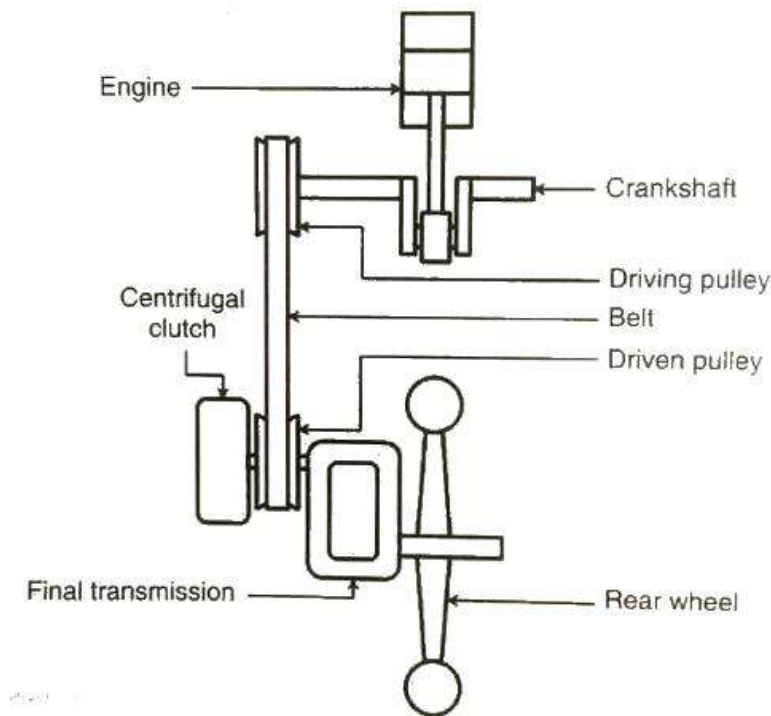 Engine
Crankshaft
Driving pulley
Centrifugal
clutch
Belt
Driven pulley
Final transmission
Rear wheel